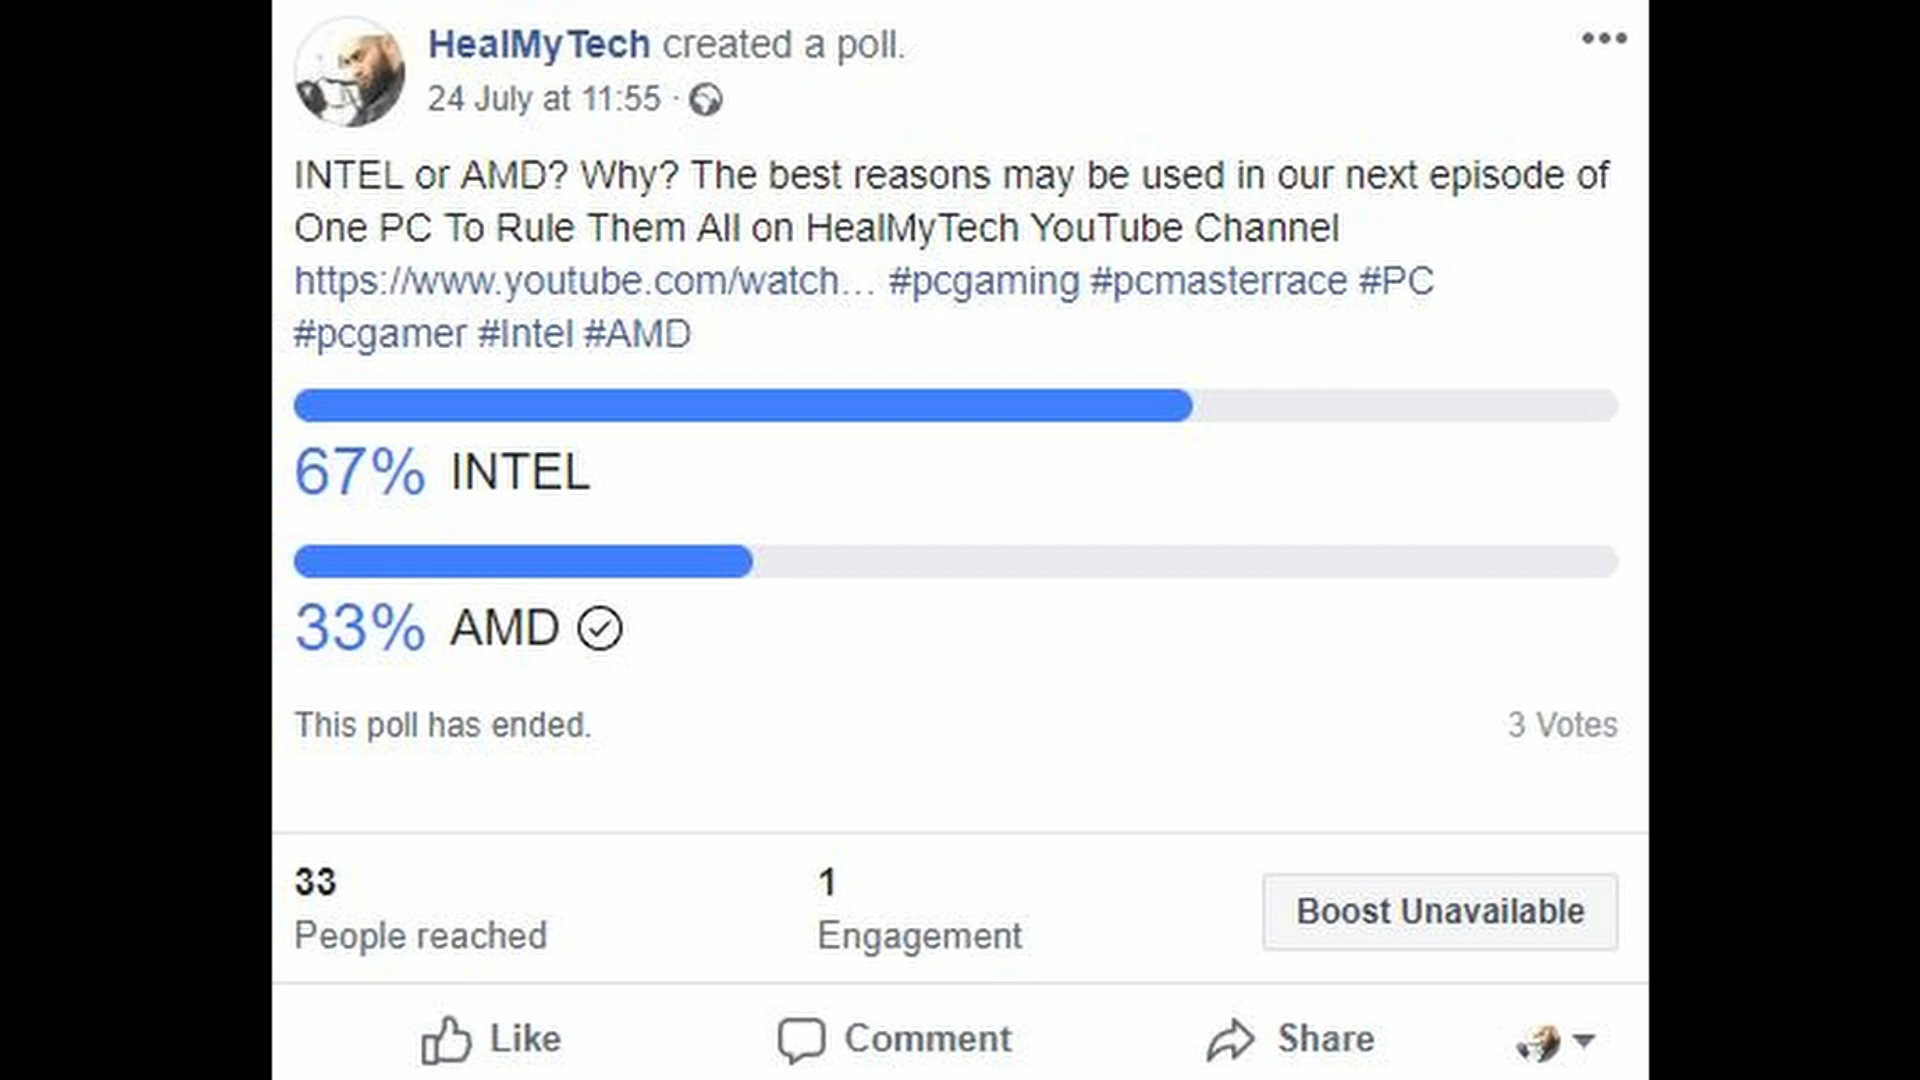 HealMyTech created a poll.
24 July at 11:55 ·
INTEL or AMD? Why? The best reasons may be used in our next episode of
One PC To Rule Them All on HealMyTech YouTube Channel
https://www.youtube.com/watch... #pcgaming #pcmasterrace #PC
#pcgamer #Intel #AMD
67% INTEL
33% AMD
This poll has ended.
3 Votes
33
People reached
1
Engagement
Boost Unavailable
Like
Comment
Share